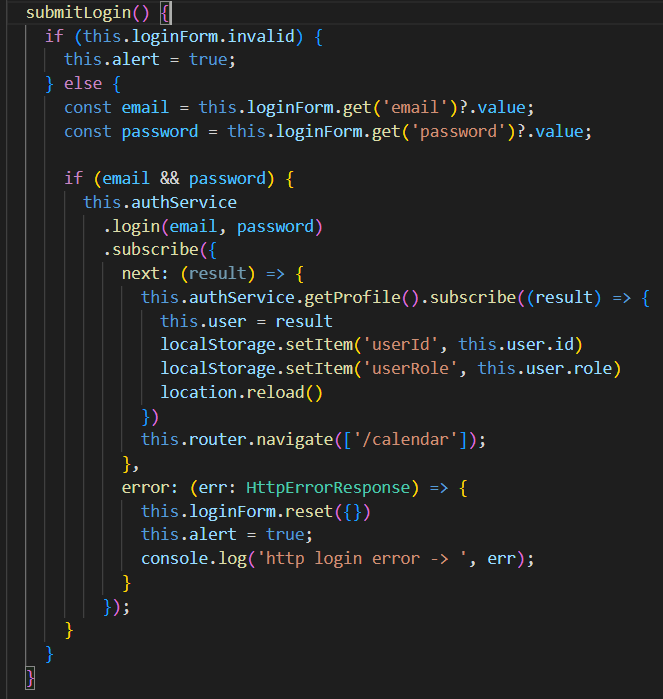 submitLogin() {
  if (this.loginForm.invalid) {
    this.alert = true;
  } else {
    const email = this.loginForm.get('email')?.value;
    const password = this.loginForm.get('password')?.value;

    if (email && password) {
      this.authService
        .login(email, password)
        .subscribe({
          next: (result) => {
            this.authService.getProfile().subscribe((result) => {
              this.user = result
              localStorage.setItem('userId', this.user.id)
              localStorage.setItem('userRole', this.user.role)
              location.reload()
            })
            this.router.navigate(['/calendar']);
          },
          error: (err: HttpErrorResponse) => {
            this.loginForm.reset({})
            this.alert = true;
            console.log('http login error -> ', err);
          }
        });
    }
  }
}